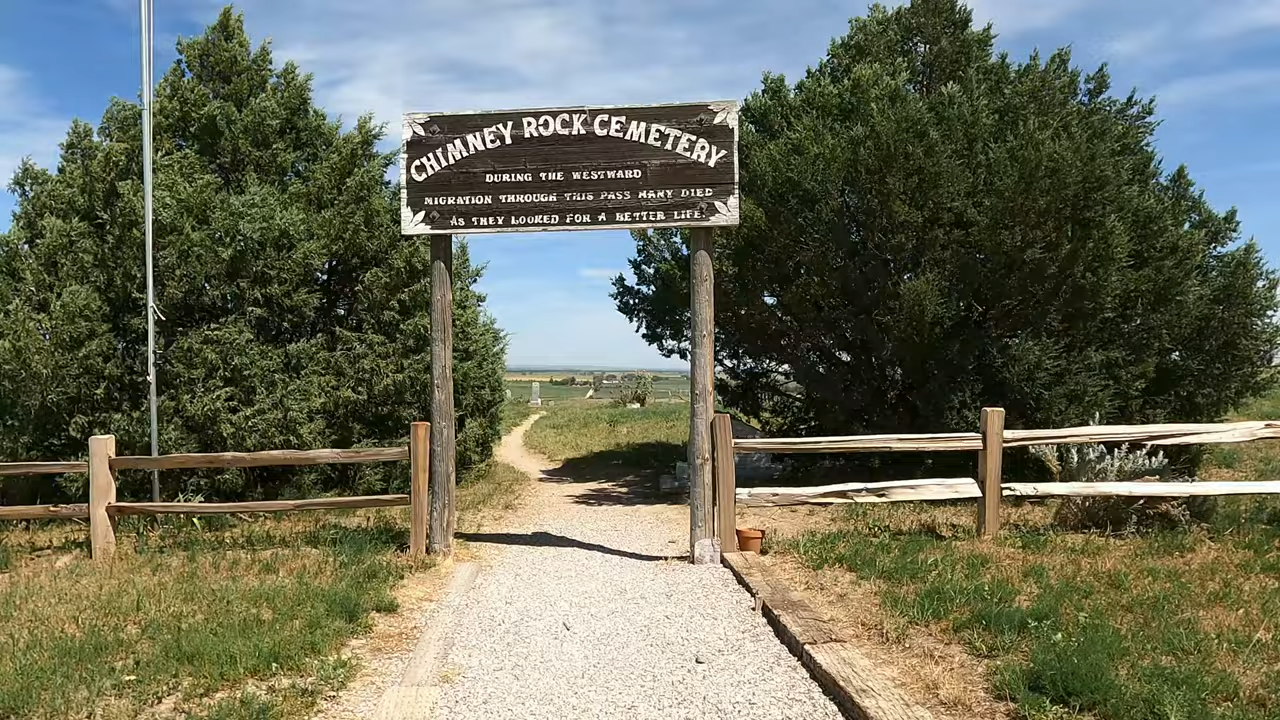 CHIMNEY ROCK CEMETERY
DURING THE WESTWARD
MIGRATION THROUGH THIS PASS MANY DIED
AS THEY LOOKED FOR A BETTER LIFE.